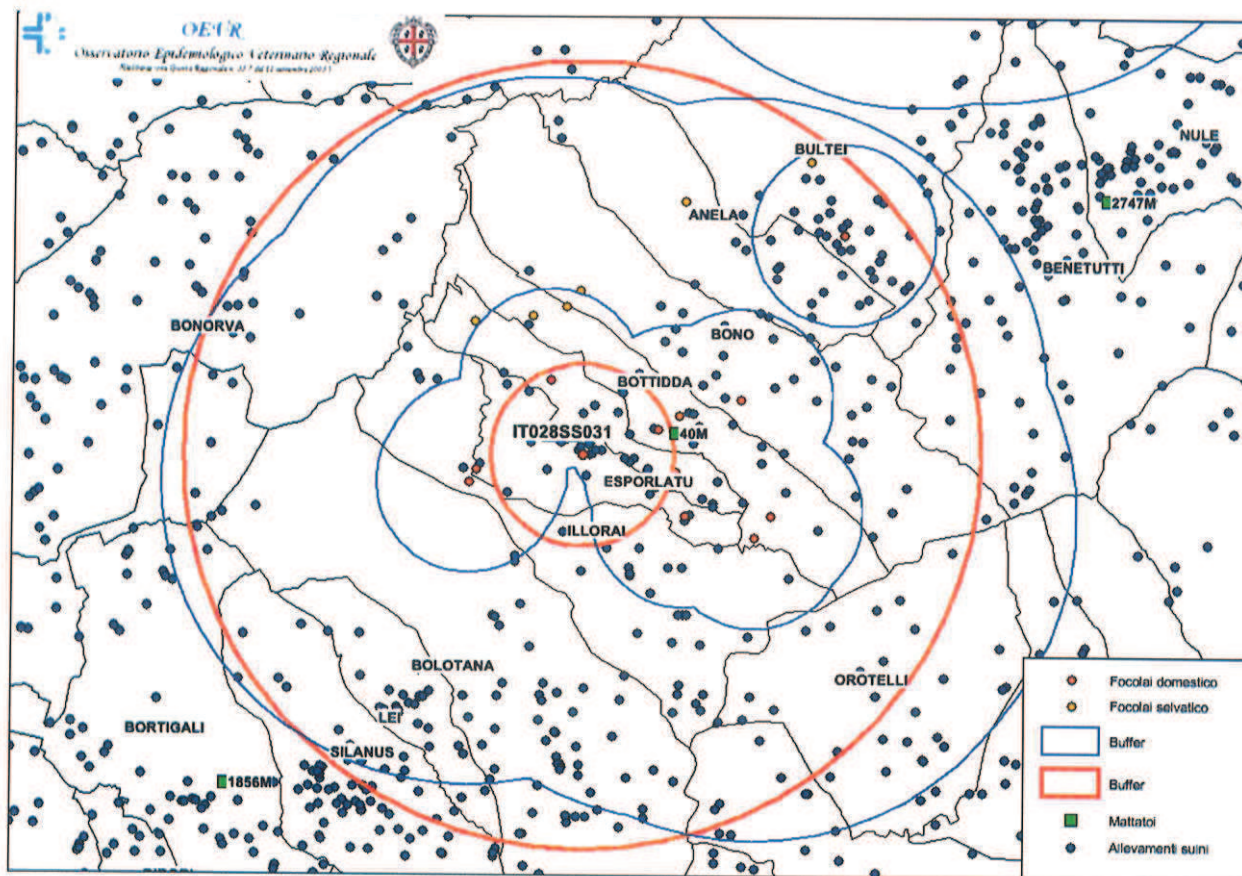 OEVR
Osservatorio Epidemiologico Veterinario Regionale
BULTEI
NULE
2747M
ANELA
BENETUTTI
BONORVA
BONO
BOTTIDDA
IT028SS031
40M
ESPORLATU
ILLORAI
BOLOTANA
OROTELLI
LEI
BORTIGALI
SILANUS
1856M
Focolai domestico
Focolai selvatico
Buffer
Buffer
Mattatoi
Allevamenti suini